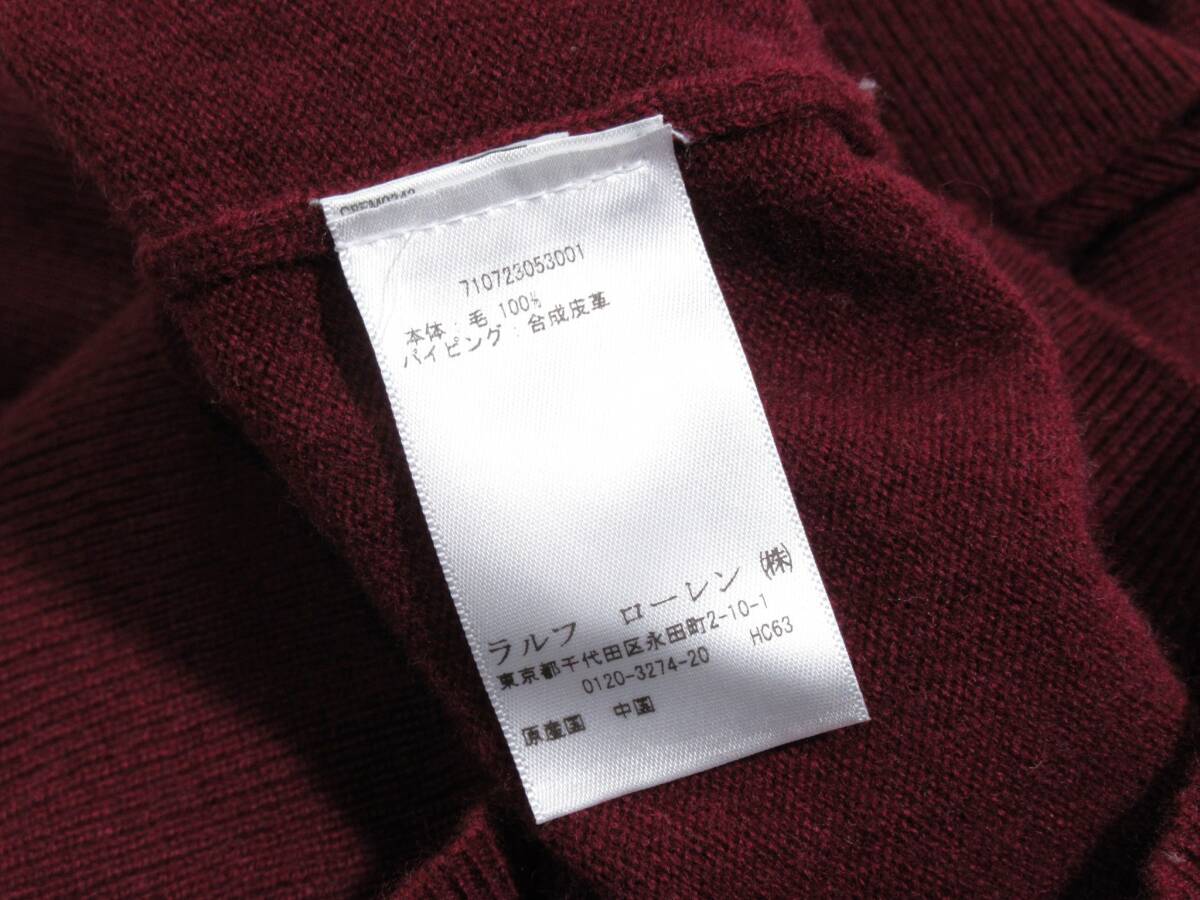 710723053001
本体 : 毛 100%
パイピング : 合成皮革
ラルフ ローレン ㈱
東京都千代田区永田町2-10-1
0120-3274-20 HC63
原産国 中国